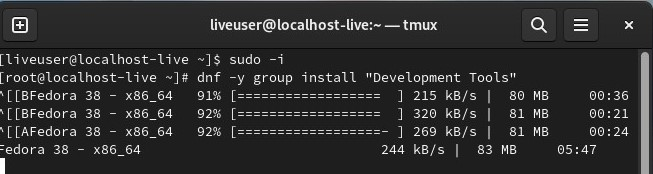 liveuser@localhost-live:~ — tmux
[liveuser@localhost-live ~]$ sudo -i
[root@localhost-live ~]# dnf -y group install "Development Tools"
^[[BFedora 38 - x86_64   91% [==================  ] 215 kB/s |  80 MB     00:36
^[[BFedora 38 - x86_64   92% [==================  ] 320 kB/s |  81 MB     00:21
^[[AFedora 38 - x86_64   92% [==================- ] 269 kB/s |  81 MB     00:24
Fedora 38 - x86_64                              244 kB/s |  83 MB     05:47